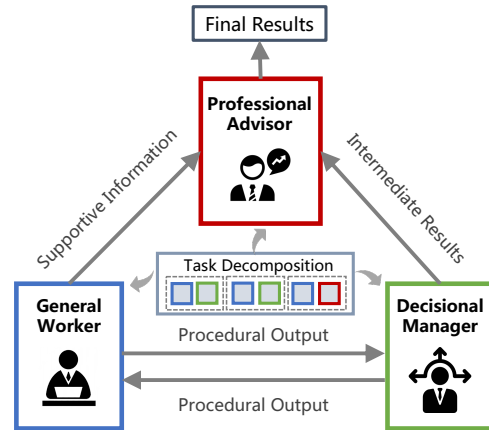 Final Results
Professional
Advisor
Supportive Information
Intermediate Results
Task Decomposition
General
Worker
Decisional
Manager
Procedural Output
Procedural Output